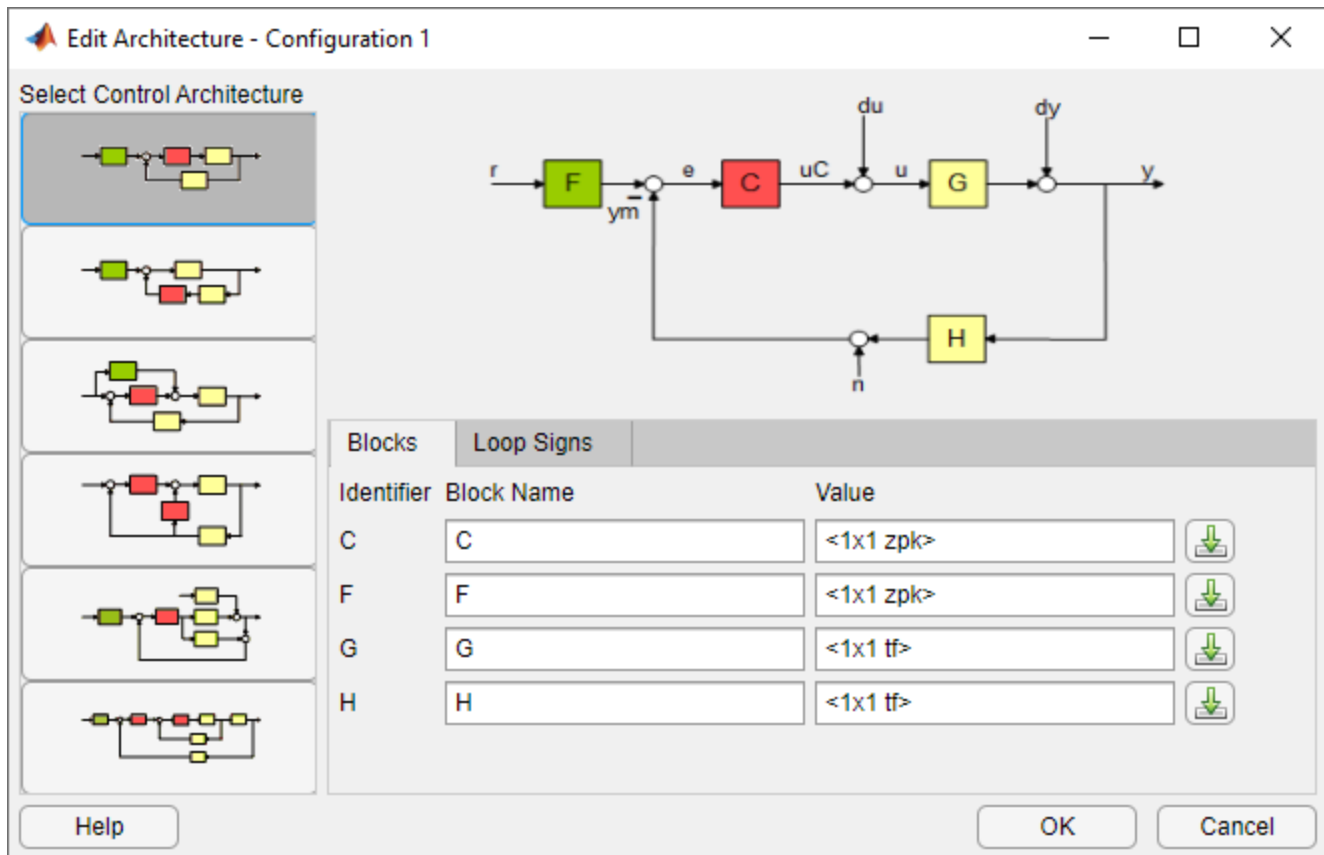 Edit Architecture - Configuration 1
Select Control Architecture
du
dy
r
F
e
C
uC
u
G
y
ym
H
n
Blocks
Loop Signs
Identifier Block Name Value
C C <1x1 zpk>
F F <1x1 zpk>
G G <1x1 tf>
H H <1x1 tf>
Help
OK
Cancel